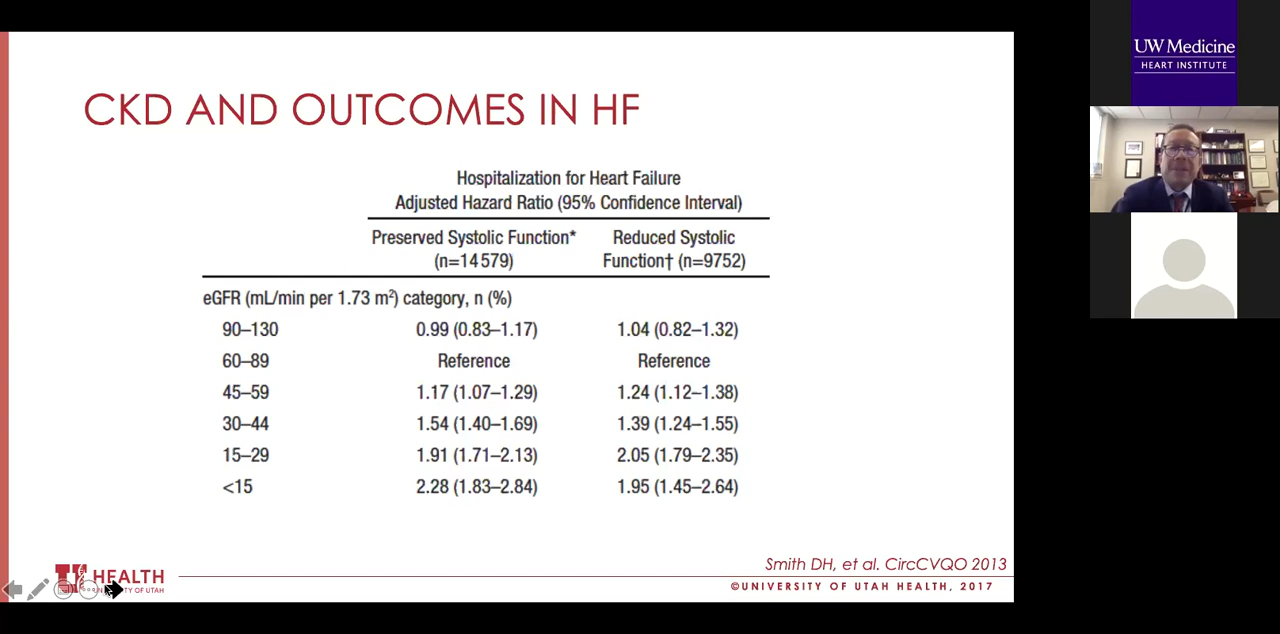 CKD AND OUTCOMES IN HF
Hospitalization for Heart Failure
Adjusted Hazard Ratio (95% Confidence Interval)
Preserved Systolic Function* Reduced Systolic
(n=14579) Function† (n=9752)
eGFR (mL/min per 1.73 m²) category, n (%)
90–130 0.99 (0.83–1.17) 1.04 (0.82–1.32)
60–89 Reference Reference
45–59 1.17 (1.07–1.29) 1.24 (1.12–1.38)
30–44 1.54 (1.40–1.69) 1.39 (1.24–1.55)
15–29 1.91 (1.71–2.13) 2.05 (1.79–2.35)
<15 2.28 (1.83–2.84) 1.95 (1.45–2.64)
Smith DH, et al. CircCVQO 2013
HEALTH
OF UTAH
©UNIVERSITY OF UTAH HEALTH, 2017
UW Medicine
HEART INSTITUTE